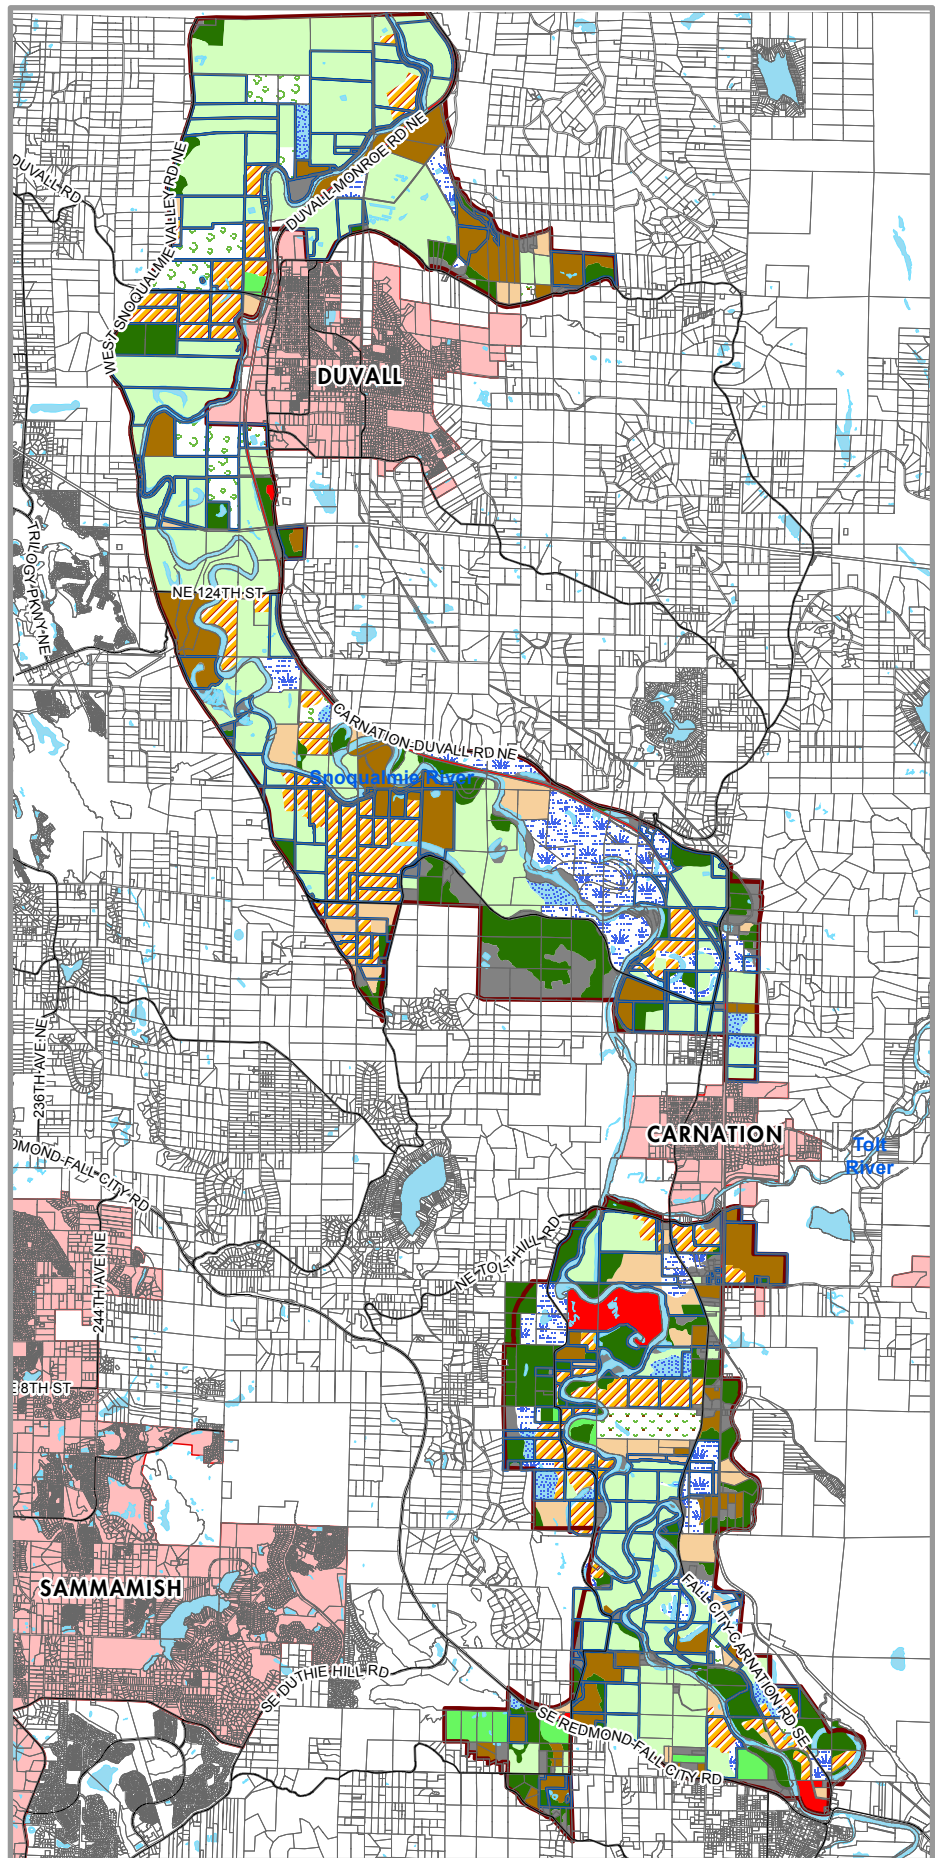 DUVALL RD
WEST SNOQUALMIE VALLEY RD NE
DUVALL-MONROE RD NE
DUVALL
TRILOGY PKWY NE
NE 124TH ST
CARNATION-DUVALL RD NE
Snoqualmie River
236TH AVE NE
CARNATION
Tolt
River
DMOND-FALL CITY RD
244TH AVE NE
NE TOLT HILL RD
E 8TH ST
SAMMAMISH
FALL CITY-CARNATION RD SE
SE DUTHIE HILL RD
SE REDMOND-FALL CITY RD